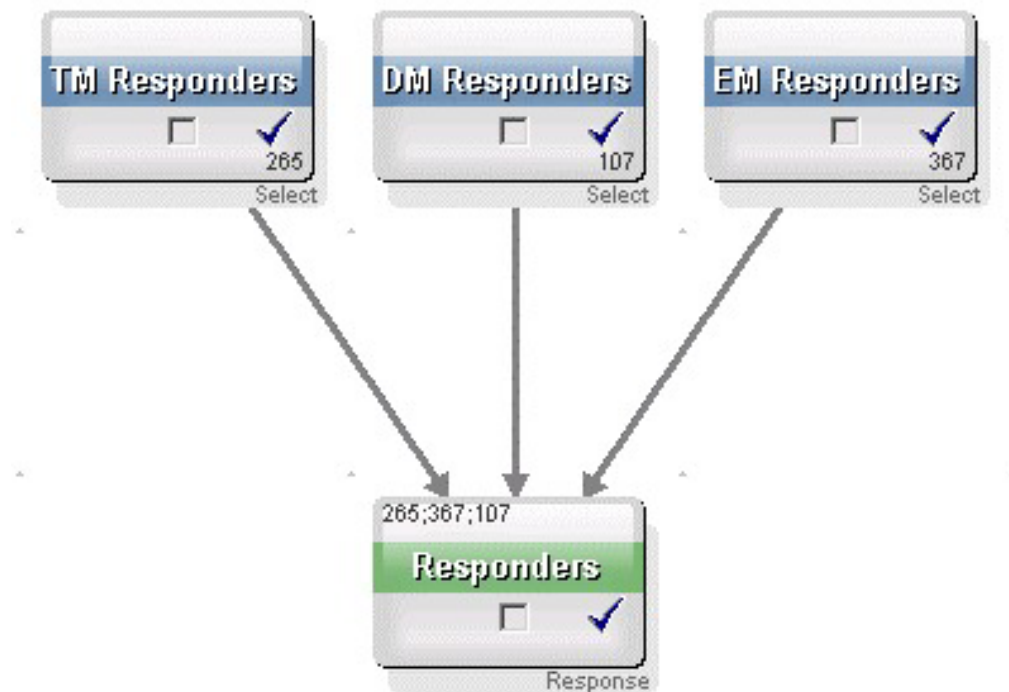 TM Responders
265
Select
DM Responders
107
Select
EM Responders
367
Select
265;367;107
Responders
Response